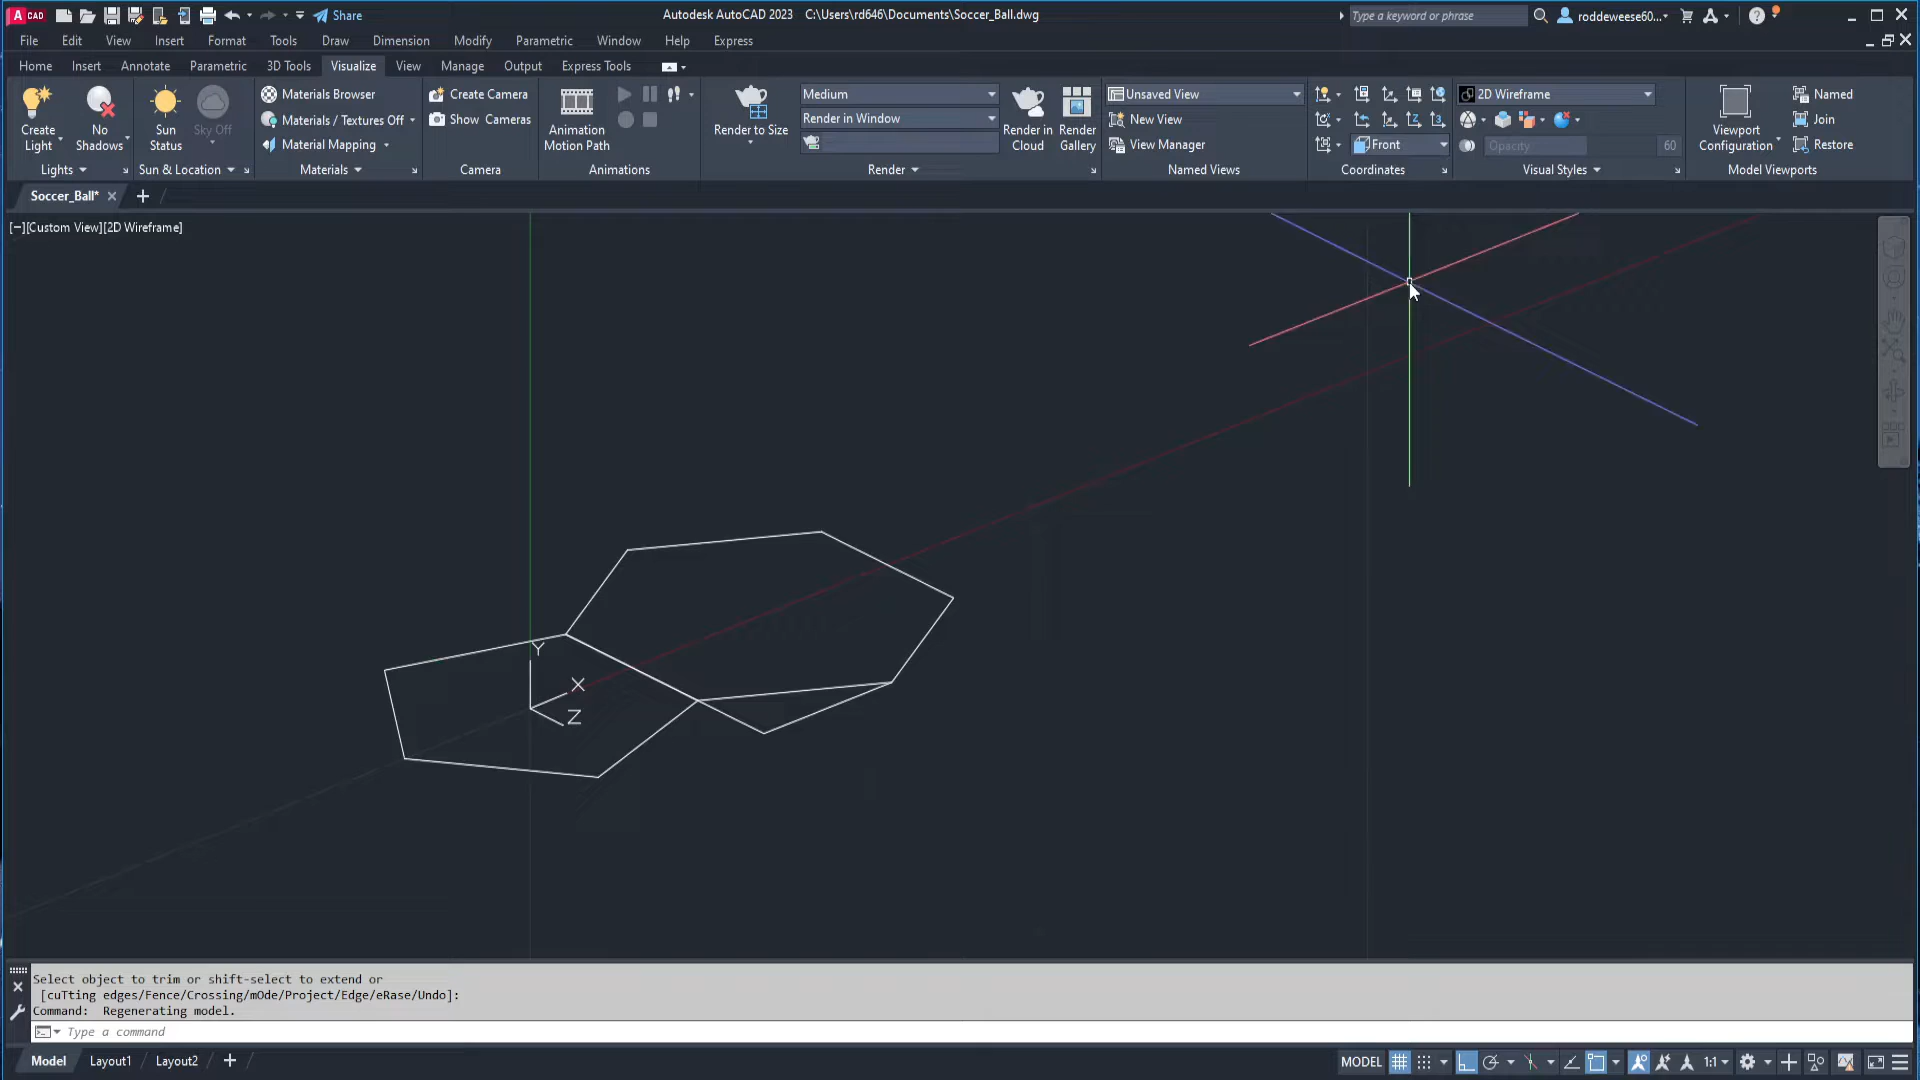 A CAD
Share
Autodesk AutoCAD 2023 C:\Users\rd646\Documents\Soccer_Ball.dwg
Type a keyword or phrase
roddeweese60...
File Edit View Insert Format Tools Draw Dimension Modify Parametric Window Help Express
Home Insert Annotate Parametric 3D Tools Visualize View Manage Output Express Tools
Create Light
No Shadows
Lights
Sun Status
Sky Off
Sun & Location
Materials Browser
Materials / Textures Off
Material Mapping
Materials
Create Camera
Show Cameras
Camera
Animation Motion Path
Animations
Render to Size
Medium
Render in Window
Render in Cloud
Render Gallery
Render
Unsaved View
New View
View Manager
Named Views
Front
Coordinates
2D Wireframe
Opacity 60
Visual Styles
Viewport Configuration
Named
Join
Restore
Model Viewports
Soccer_Ball*
[−][Custom View][2D Wireframe]
Y
X
Z
Select object to trim or shift-select to extend or
[cuTting edges/Fence/Crossing/mOde/Project/Edge/eRase/Undo]:
Command: Regenerating model.
Type a command
Model Layout1 Layout2
MODEL
1:1